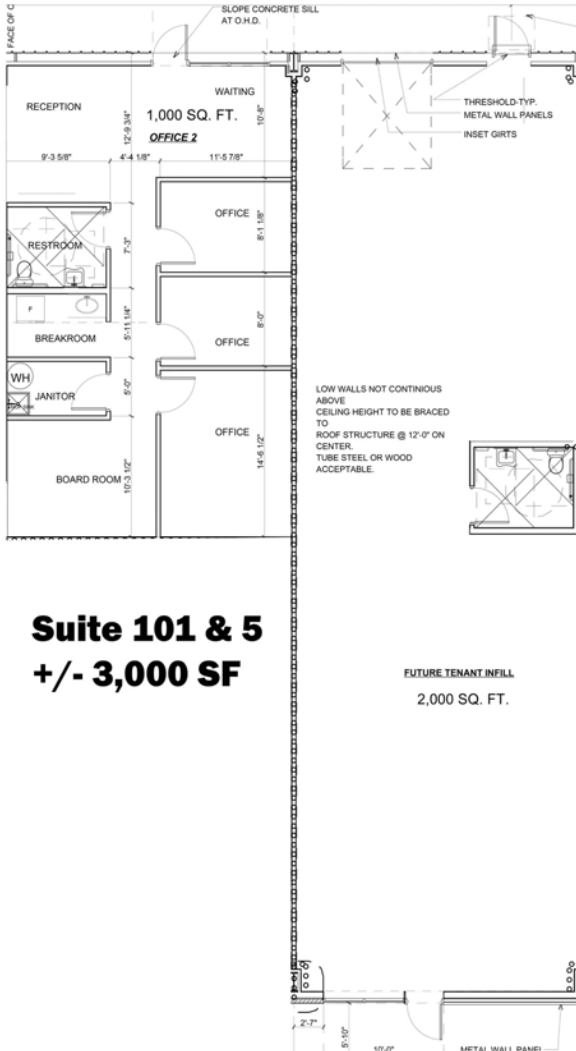 FACE OF C
SLOPE CONCRETE SILL
AT O.H.D.
RECEPTION
WAITING
1,000 SQ. FT.
OFFICE 2
12'-9 3/4"
10'-8"
9'-3 5/8"
4'-4 1/8"
11'-5 7/8"
THRESHOLD-TYP.
METAL WALL PANELS
INSET GIRTS
RESTROOM
7'-3"
OFFICE
8'-1 1/8"
F
BREAKROOM
5'-11 1/4"
OFFICE
8'-0"
WH
JANITOR
5'-0"
OFFICE
14'-6 1/2"
BOARD ROOM
10'-3 1/2"
LOW WALLS NOT CONTINIOUS
ABOVE
CEILING HEIGHT TO BE BRACED
TO
ROOF STRUCTURE @ 12'-0" ON
CENTER.
TUBE STEEL OR WOOD
ACCEPTABLE.
Suite 101 & 5
+/- 3,000 SF
FUTURE TENANT INFILL
2,000 SQ. FT.
2'-7"
5'-10"
10'-0"
METAL WALL PANEL